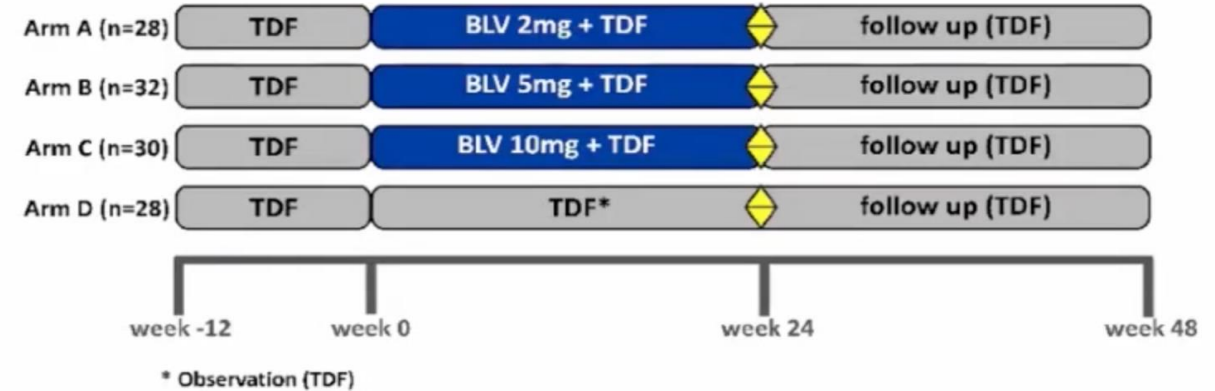 Arm A (n=28) TDF BLV 2mg + TDF follow up (TDF)
Arm B (n=32) TDF BLV 5mg + TDF follow up (TDF)
Arm C (n=30) TDF BLV 10mg + TDF follow up (TDF)
Arm D (n=28) TDF TDF* follow up (TDF)
week -12 week 0 week 24 week 48
* Observation (TDF)